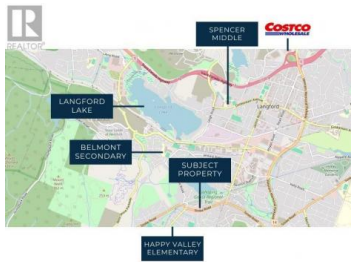 R
REALTOR®
SPENCER
MIDDLE
COSTCO
WHOLESALE
LANGFORD
LAKE
Langford
BELMONT
SECONDARY
SUBJECT
PROPERTY
HAPPY VALLEY
ELEMENTARY